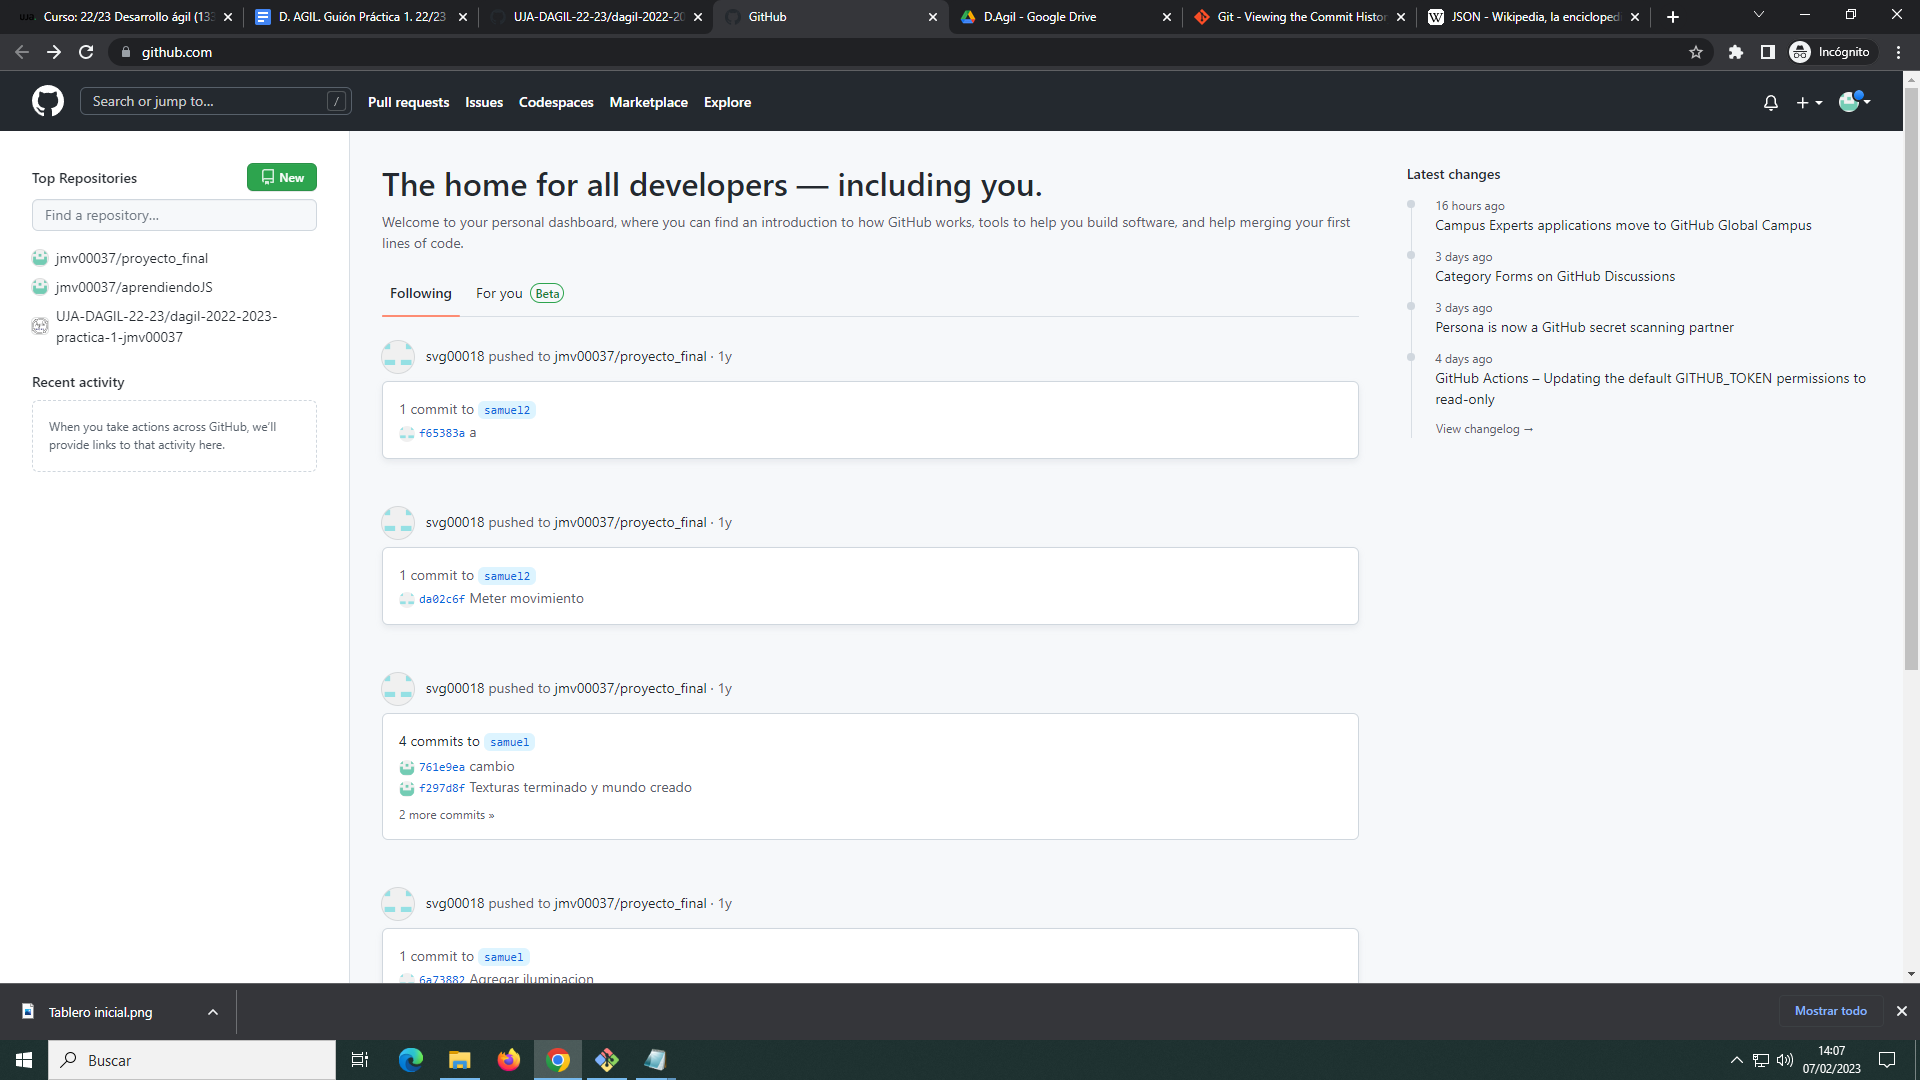 Curso: 22/23 Desarrollo ágil (133
D. AGIL. Guión Práctica 1. 22/23
UJA-DAGIL-22-23/dagil-2022-20
GitHub
D.Agil - Google Drive
Git - Viewing the Commit Histor
JSON - Wikipedia, la encicloped
github.com
Incógnito
Search or jump to...
/
Pull requests
Issues
Codespaces
Marketplace
Explore
Top Repositories
New
Find a repository...
jmv00037/proyecto_final
jmv00037/aprendiendoJS
UJA-DAGIL-22-23/dagil-2022-2023-
practica-1-jmv00037
Recent activity
When you take actions across GitHub, we'll
provide links to that activity here.
The home for all developers — including you.
Welcome to your personal dashboard, where you can find an introduction to how GitHub works, tools to help you build software, and help merging your first
lines of code.
Following
For you Beta
svg00018 pushed to jmv00037/proyecto_final · 1y
1 commit to samuel2
f65383a a
svg00018 pushed to jmv00037/proyecto_final · 1y
1 commit to samuel2
da02c6f Meter movimiento
svg00018 pushed to jmv00037/proyecto_final · 1y
4 commits to samuel
761e9ea cambio
f297d8f Texturas terminado y mundo creado
2 more commits »
svg00018 pushed to jmv00037/proyecto_final · 1y
1 commit to samuel
6a73882 Agregar iluminacion
Latest changes
16 hours ago
Campus Experts applications move to GitHub Global Campus
3 days ago
Category Forms on GitHub Discussions
3 days ago
Persona is now a GitHub secret scanning partner
4 days ago
GitHub Actions – Updating the default GITHUB_TOKEN permissions to
read-only
View changelog →
Tablero inicial.png
Mostrar todo
Buscar
14:07
07/02/2023